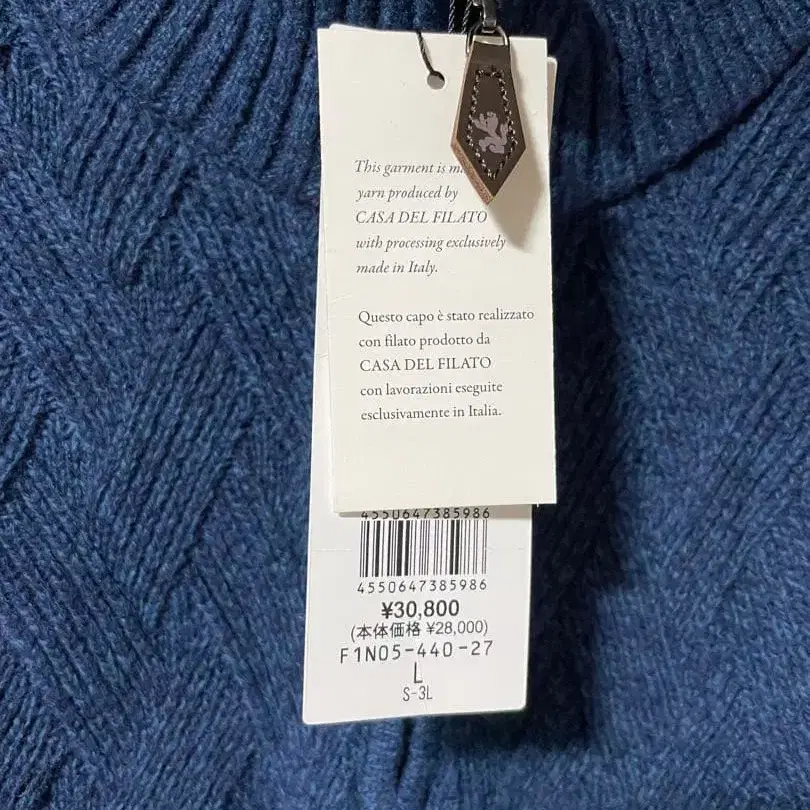 This garment is
yarn produced by
CASA DEL FILATO
with processing exclusively
made in Italy.
Questo capo è stato realizzato
con filato prodotto da
CASA DEL FILATO
con lavorazioni eseguite
esclusivamente in Italia.
4550647385986
4550647385986
¥30,800
(本体価格 ¥28,000)
F1N05-440-27
L
S-3L